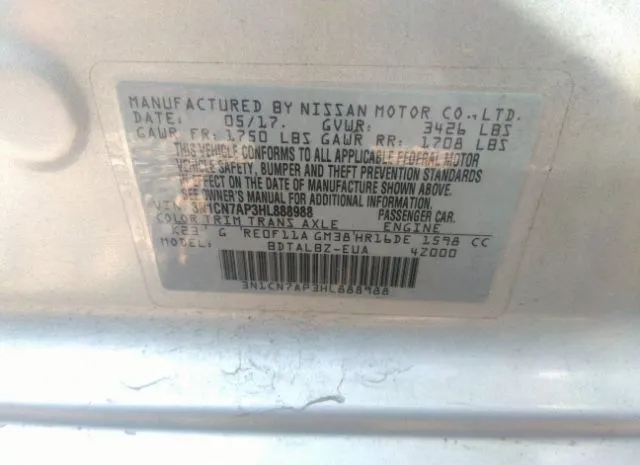 MANUFACTURED BY NISSAN MOTOR CO.,LTD.
DATE: 05/17. GVWR: 3426 LBS
GAWR FR: 1750 LBS GAWR RR: 1708 LBS
THIS VEHICLE CONFORMS TO ALL APPLICABLE FEDERAL MOTOR
VEHICLE SAFETY, BUMPER AND THEFT PREVENTION STANDARDS
IN EFFECT ON THE DATE OF MANUFACTURE SHOWN ABOVE.
SEE OWNER'S MANUAL FOR ADDITIONAL INFORMATION.
VIN: 3N1CN7AP3HL888988 PASSENGER CAR.
COLOR TRIM TRANS AXLE ENGINE
K23 G RE0F11A GM38 HR16DE 1598 CC
MODEL: BDTALBZ-EUA 4Z000
3N1CN7AP3HL888988